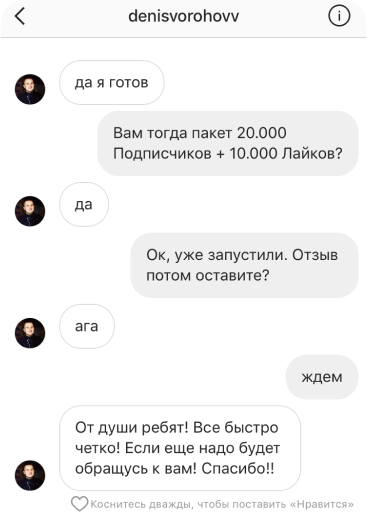 denisvorohovv
да я готов
Вам тогда пакет 20.000
Подписчиков + 10.000 Лайков?
да
Ок, уже запустили. Отзыв
потом оставите?
ага
ждем
От души ребят! Все быстро
четко! Если еще надо будет
обращусь к вам! Спасибо!!
Коснитесь дважды, чтобы поставить «Нравится»